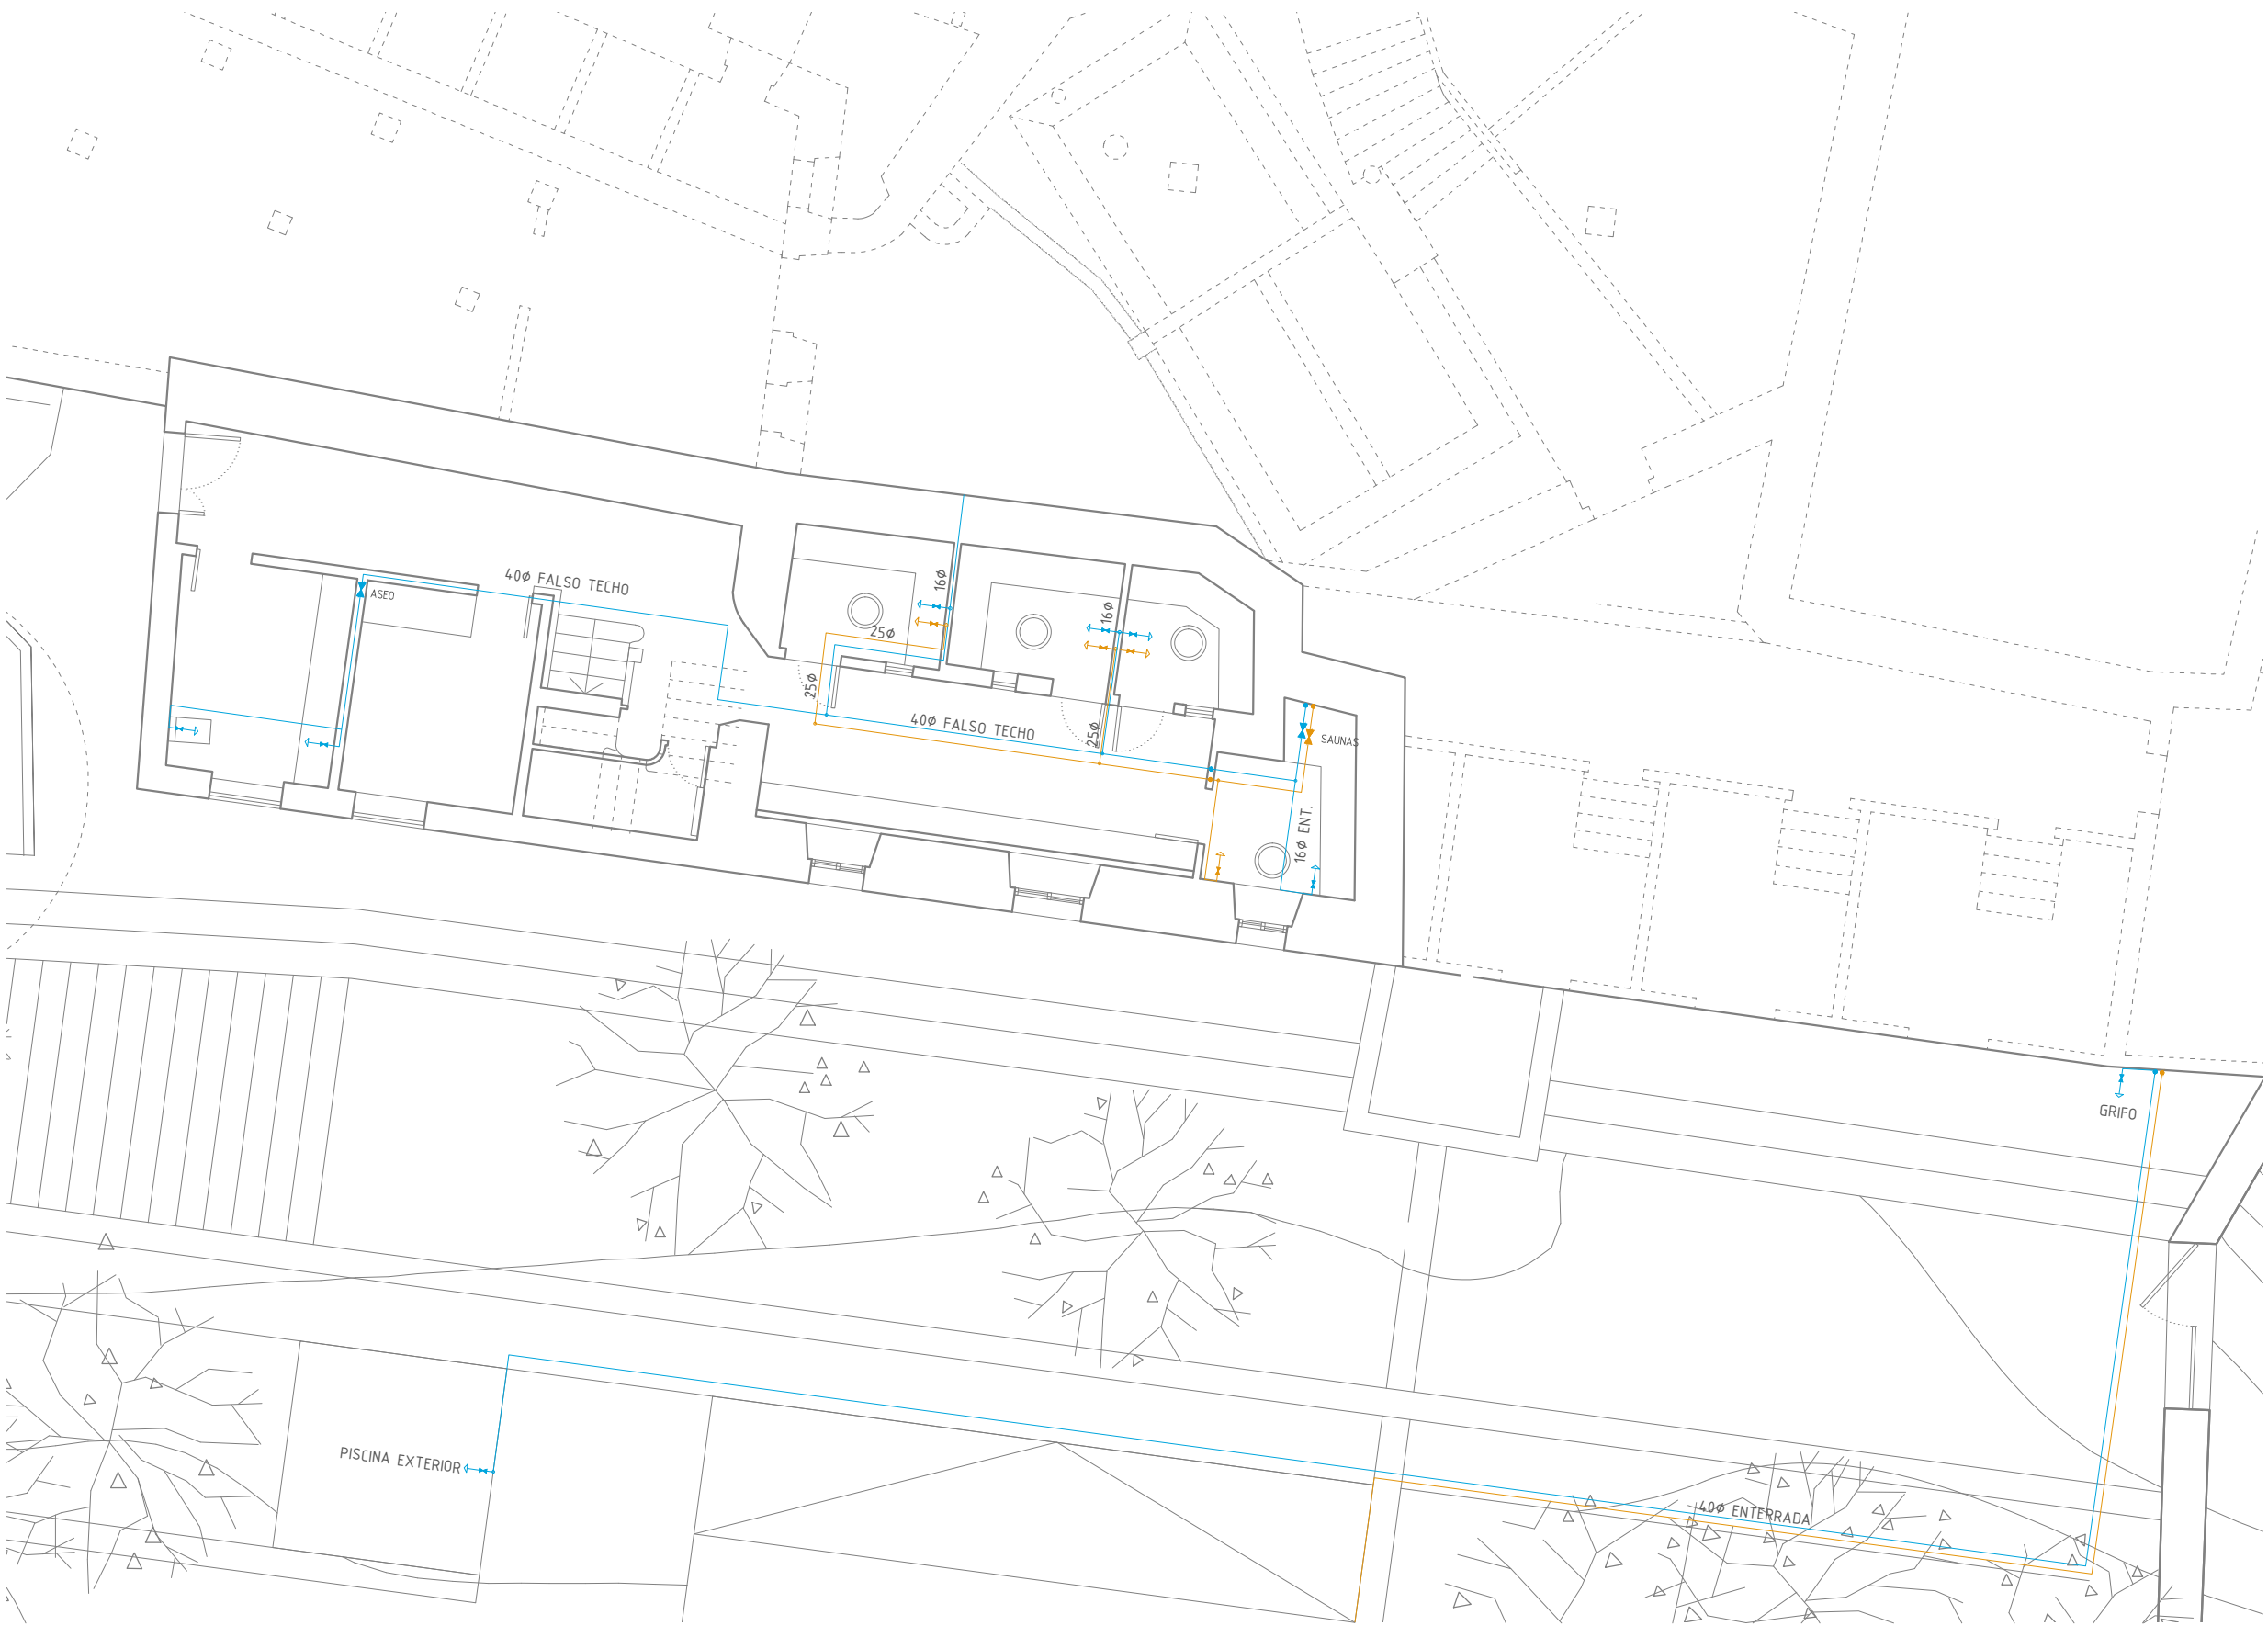 40ø FALSO TECHO
ASEO
16ø
16ø
25ø
25ø
40ø FALSO TECHO
25ø
SAUNAS
16ø ENT.
GRIFO
PISCINA EXTERIOR
40ø ENTERRADA